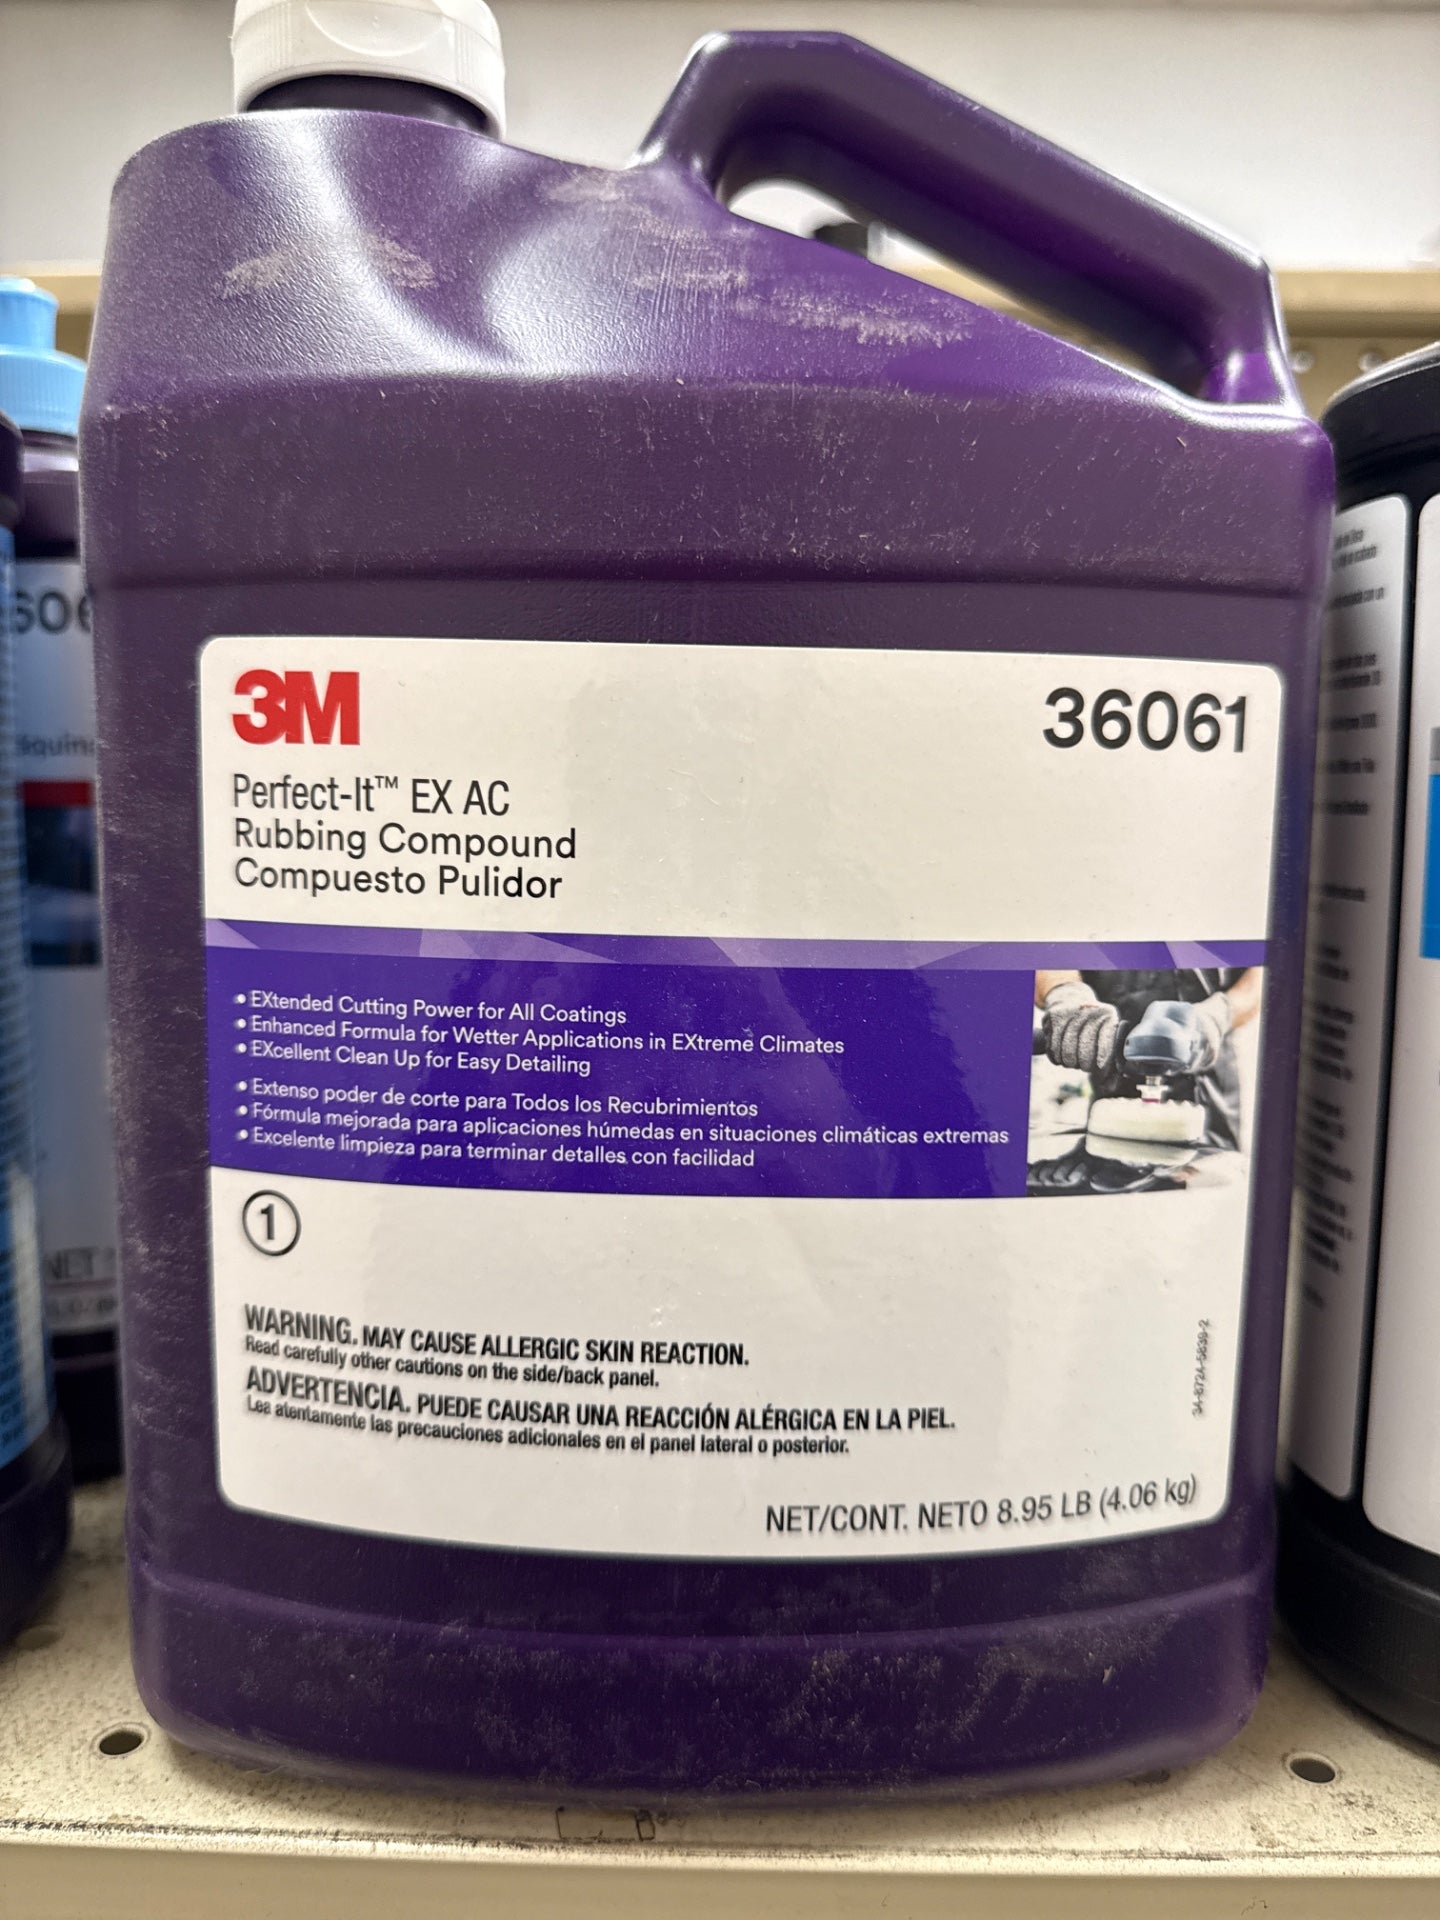 3M
36061
Perfect-It™ EX AC
Rubbing Compound
Compuesto Pulidor
• EXtended Cutting Power for All Coatings
• Enhanced Formula for Wetter Applications in EXtreme Climates
• EXcellent Clean Up for Easy Detailing
• Extenso poder de corte para Todos los Recubrimientos
• Fórmula mejorada para aplicaciones húmedas en situaciones climáticas extremas
• Excelente limpieza para terminar detalles con facilidad
1
WARNING. MAY CAUSE ALLERGIC SKIN REACTION.
Read carefully other cautions on the side/back panel.
ADVERTENCIA. PUEDE CAUSAR UNA REACCIÓN ALÉRGICA EN LA PIEL.
Lea atentamente las precauciones adicionales en el panel lateral o posterior.
34-8724-5839-2
NET/CONT. NETO 8.95 LB (4.06 kg)
NET